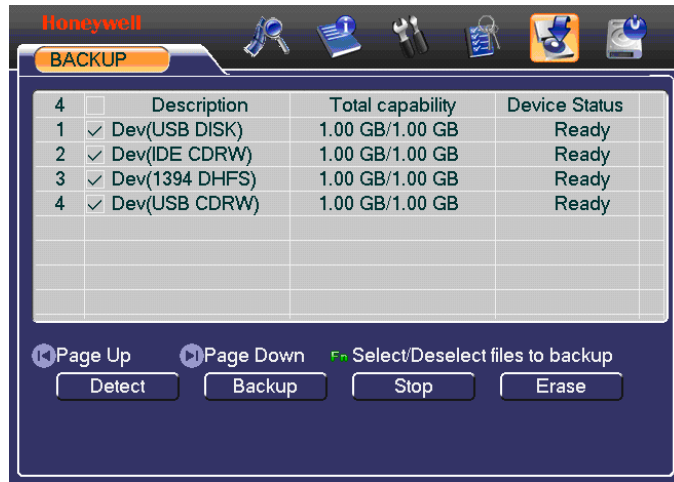 Honeywell
BACKUP
4 Description Total capability Device Status
1 Dev(USB DISK) 1.00 GB/1.00 GB Ready
2 Dev(IDE CDRW) 1.00 GB/1.00 GB Ready
3 Dev(1394 DHFS) 1.00 GB/1.00 GB Ready
4 Dev(USB CDRW) 1.00 GB/1.00 GB Ready
Page Up Page Down Fn Select/Deselect files to backup
Detect Backup Stop Erase